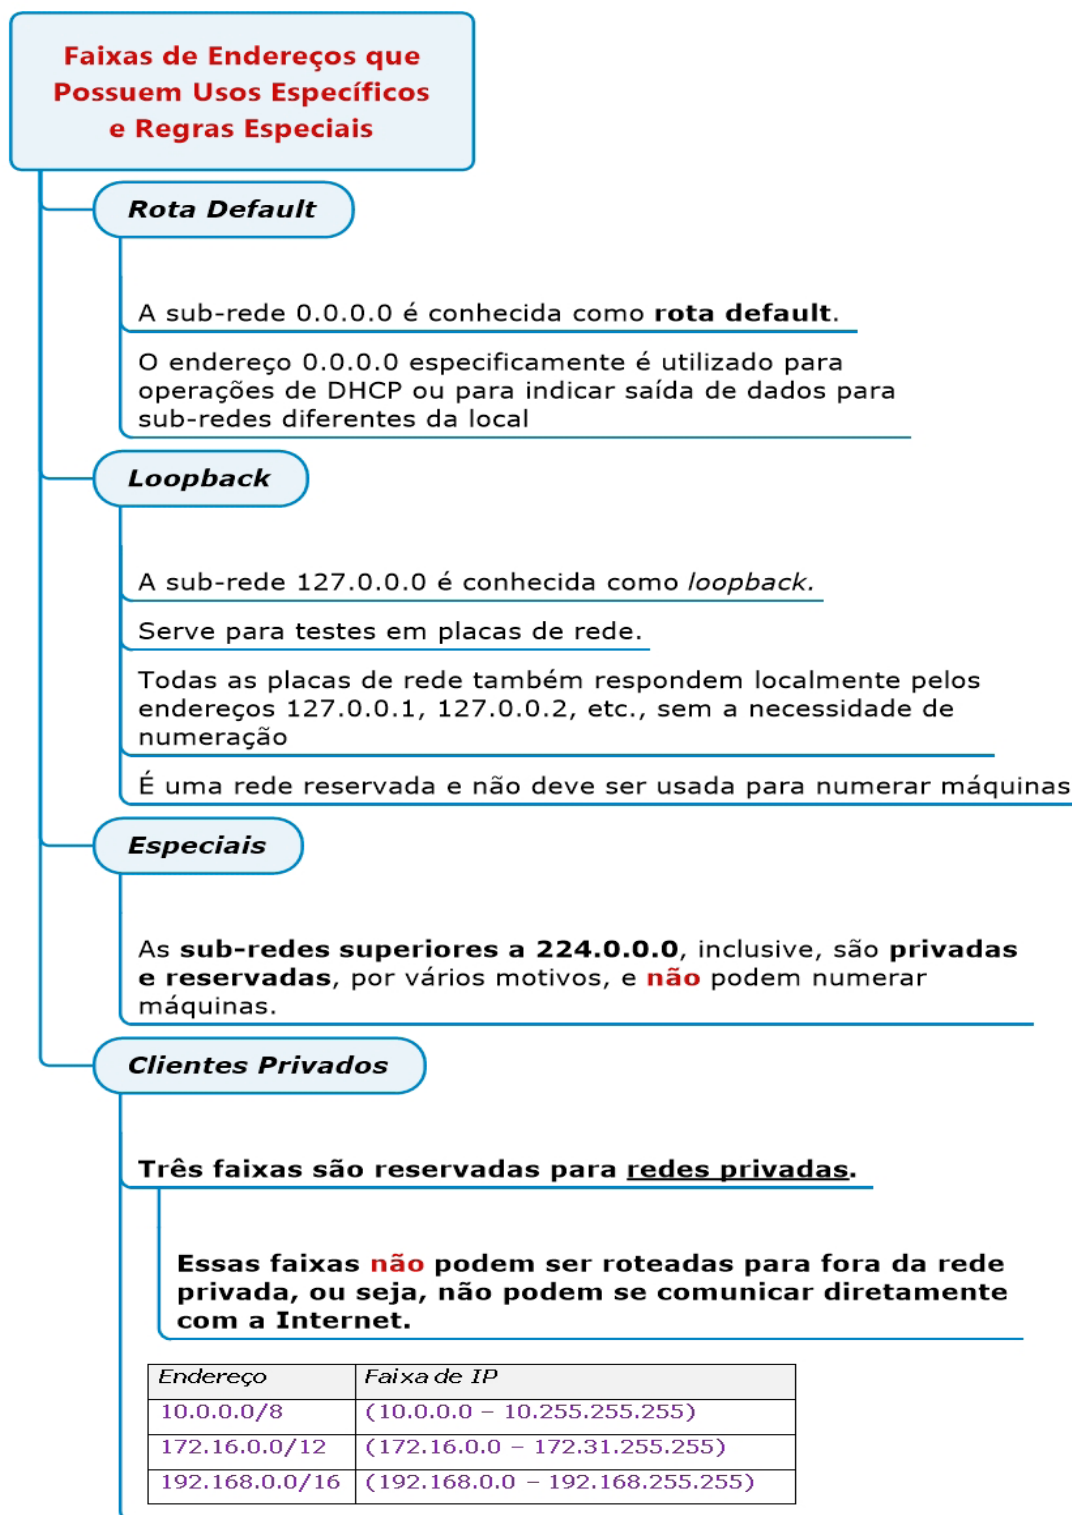 Faixas de Endereços que
Possuem Usos Específicos
e Regras Especiais
Rota Default
A sub-rede 0.0.0.0 é conhecida como rota default.
O endereço 0.0.0.0 especificamente é utilizado para
operações de DHCP ou para indicar saída de dados para
sub-redes diferentes da local
Loopback
A sub-rede 127.0.0.0 é conhecida como loopback.
Serve para testes em placas de rede.
Todas as placas de rede também respondem localmente pelos
endereços 127.0.0.1, 127.0.0.2, etc., sem a necessidade de
numeração
É uma rede reservada e não deve ser usada para numerar máquinas
Especiais
As sub-redes superiores a 224.0.0.0, inclusive, são privadas
e reservadas, por vários motivos, e não podem numerar
máquinas.
Clientes Privados
Três faixas são reservadas para redes privadas.
Essas faixas não podem ser roteadas para fora da rede
privada, ou seja, não podem se comunicar diretamente
com a Internet.
Endereço Faixa de IP
10.0.0.0/8 (10.0.0.0 – 10.255.255.255)
172.16.0.0/12 (172.16.0.0 – 172.31.255.255)
192.168.0.0/16 (192.168.0.0 – 192.168.255.255)